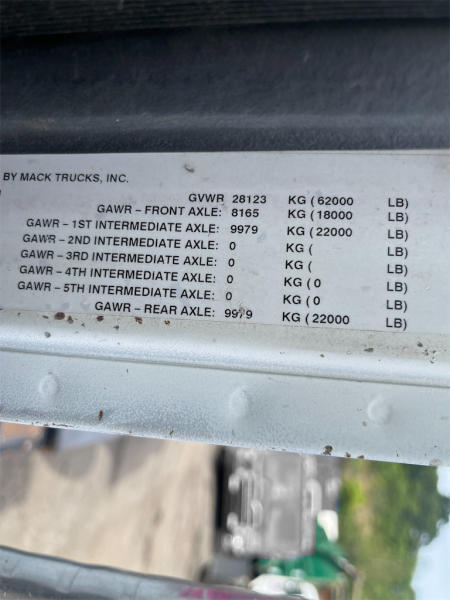 BY MACK TRUCKS, INC.
GVWR 28123 KG ( 62000 LB)
GAWR – FRONT AXLE: 8165 KG ( 18000 LB)
GAWR – 1ST INTERMEDIATE AXLE: 9979 KG ( 22000 LB)
GAWR – 2ND INTERMEDIATE AXLE: 0 KG ( LB)
GAWR – 3RD INTERMEDIATE AXLE: 0 KG ( LB)
GAWR – 4TH INTERMEDIATE AXLE: 0 KG ( 0 LB)
GAWR – 5TH INTERMEDIATE AXLE: 0 KG ( 0 LB)
GAWR – REAR AXLE: 9979 KG ( 22000 LB)